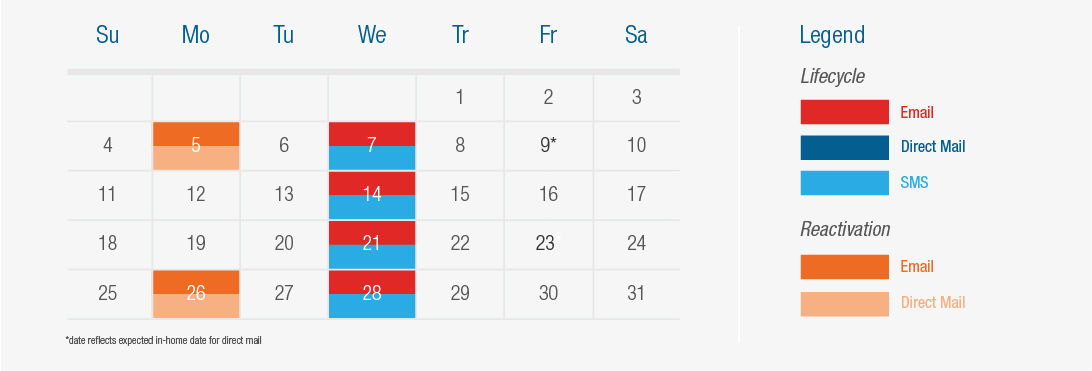 Su Mo Tu We Tr Fr Sa
1 2 3
4 5 6 7 8 9* 10
11 12 13 14 15 16 17
18 19 20 21 22 23 24
25 26 27 28 29 30 31
*date reflects expected in-home date for direct mail
Legend
Lifecycle
Email
Direct Mail
SMS
Reactivation
Email
Direct Mail